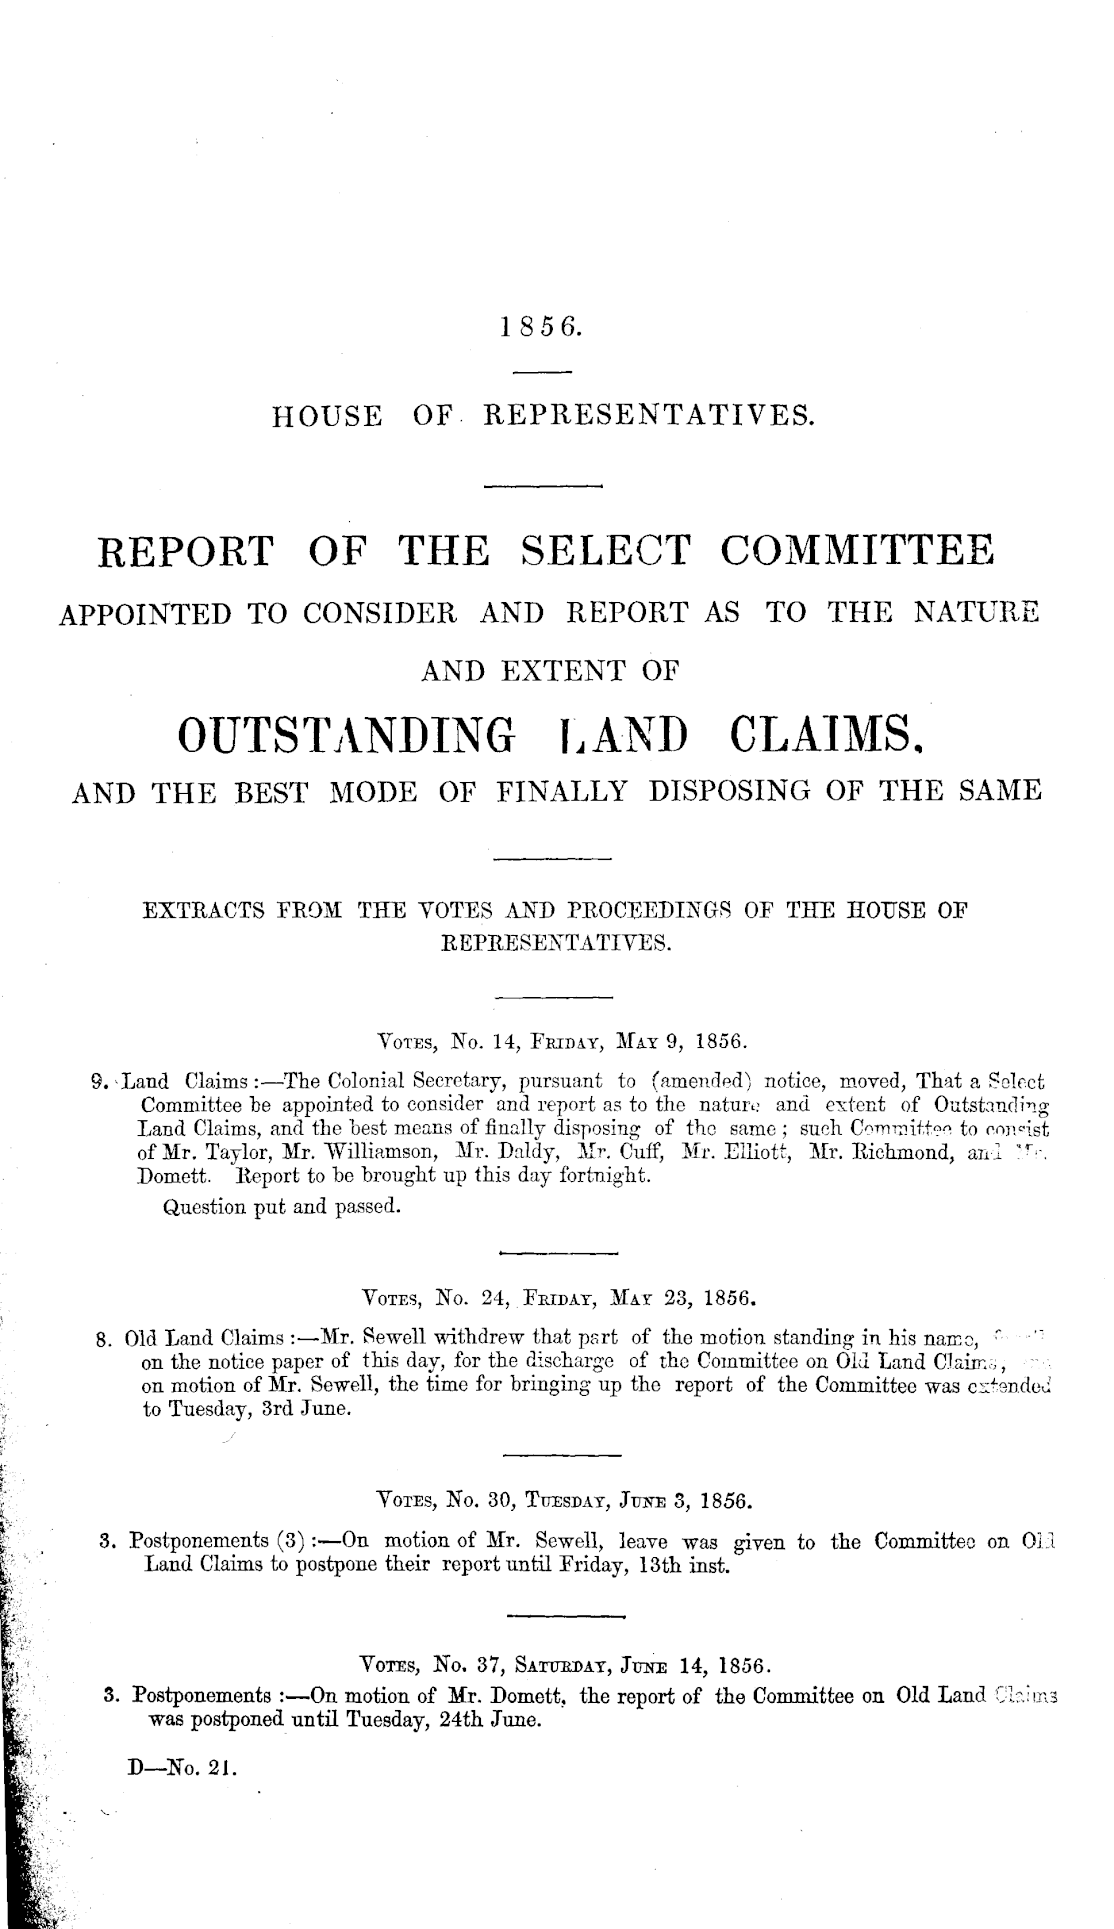 1856.
HOUSE OF REPRESENTATIVES.
REPORT OF THE SELECT COMMITTEE
APPOINTED TO CONSIDER AND REPORT AS TO THE NATURE
AND EXTENT OF
OUTSTANDING LAND CLAIMS.
AND THE BEST MODE OF FINALLY DISPOSING OF THE SAME
EXTRACTS FROM THE VOTES AND PROCEEDINGS OF THE HOUSE OF
REPRESENTATIVES.
VOTES, No. 14, FRIDAY, MAY 9, 1856.
9. Land Claims :—The Colonial Secretary, pursuant to (amended) notice, moved, That a Select
Committee be appointed to consider and report as to the nature and extent of Outstanding
Land Claims, and the best means of finally disposing of the same ; such Committee to consist
of Mr. Taylor, Mr. Williamson, Mr. Daldy, Mr. Cuff, Mr. Elliott, Mr. Richmond, and Mr.
Domett. Report to be brought up this day fortnight.
Question put and passed.
VOTES, No. 24, FRIDAY, MAY 23, 1856.
8. Old Land Claims :—Mr. Sewell withdrew that part of the motion standing in his name,
on the notice paper of this day, for the discharge of the Committee on Old Land Claims,
on motion of Mr. Sewell, the time for bringing up the report of the Committee was extended
to Tuesday, 3rd June.
VOTES, No. 30, TUESDAY, JUNE 3, 1856.
3. Postponements (3) :—On motion of Mr. Sewell, leave was given to the Committee on Old
Land Claims to postpone their report until Friday, 13th inst.
VOTES, No. 37, SATURDAY, JUNE 14, 1856.
3. Postponements :—On motion of Mr. Domett, the report of the Committee on Old Land Claims
was postponed until Tuesday, 24th June.
D—No. 21.